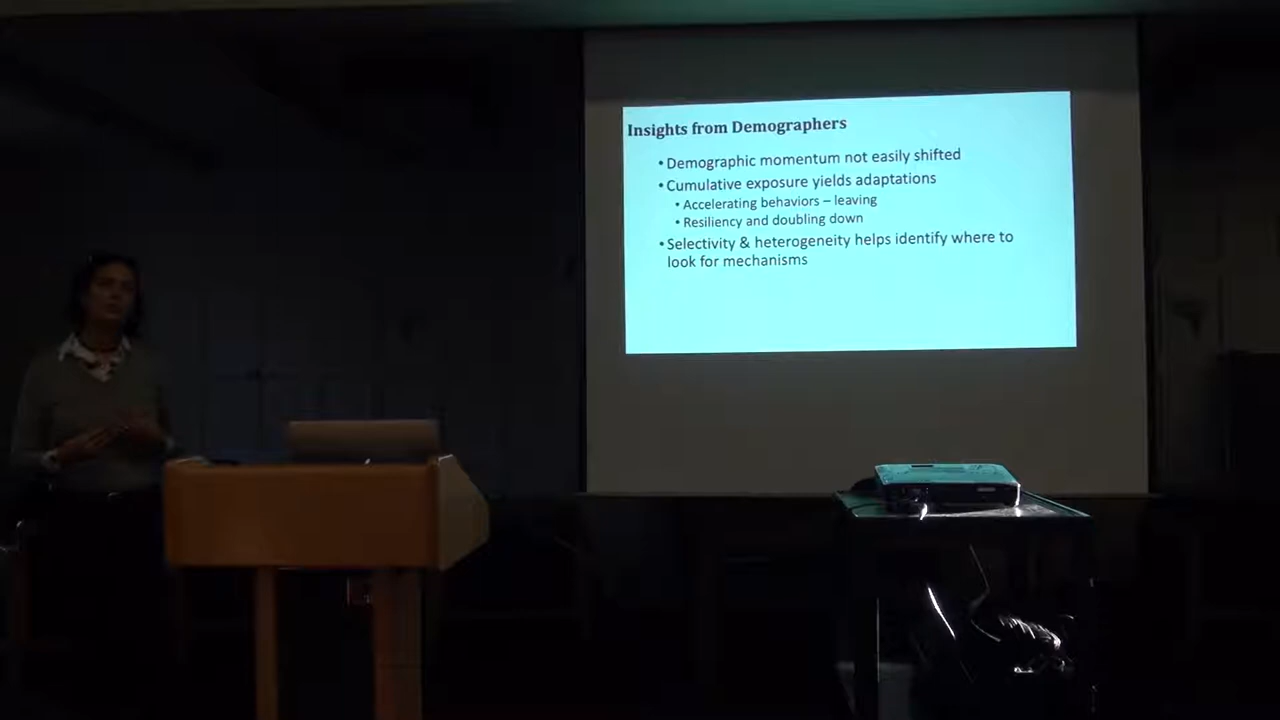 Insights from Demographers
• Demographic momentum not easily shifted
• Cumulative exposure yields adaptations
• Accelerating behaviors – leaving
• Resiliency and doubling down
• Selectivity & heterogeneity helps identify where to
look for mechanisms